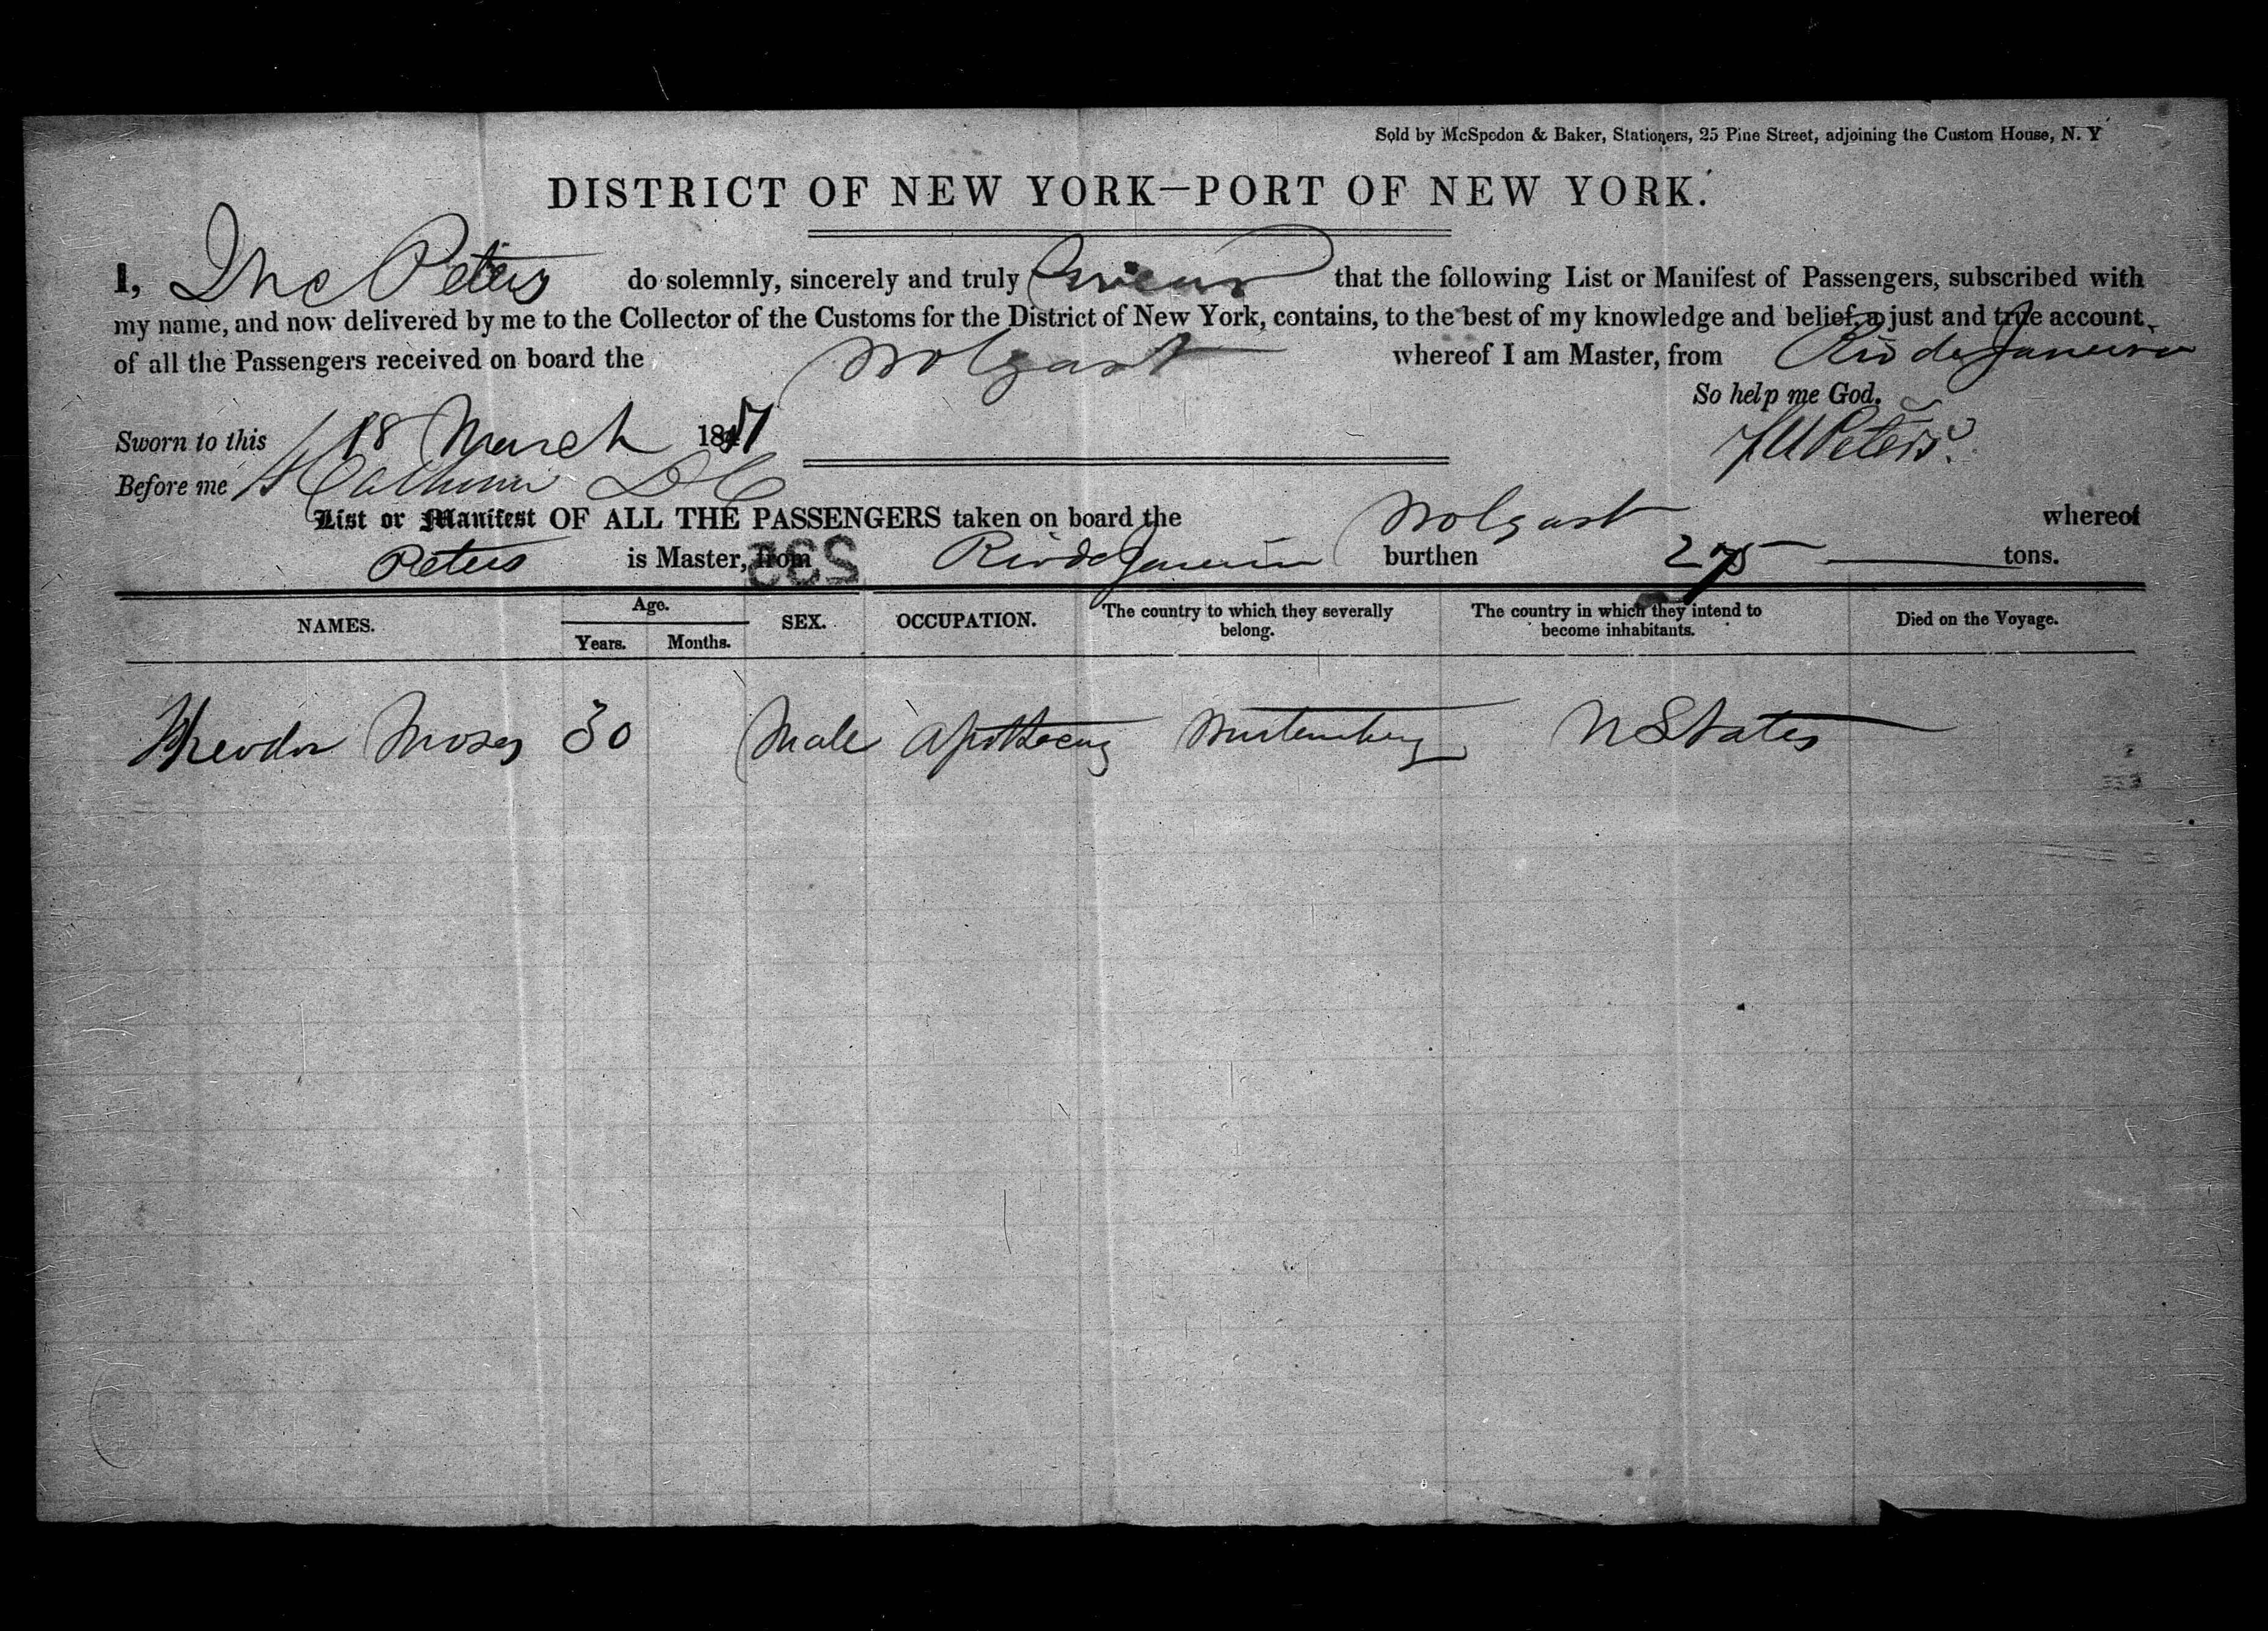 Sold by McSpedon & Baker, Stationers, 25 Pine Street, adjoining the Custom House, N. Y
DISTRICT OF NEW YORK—PORT OF NEW YORK.
I, Peters do solemnly, sincerely and truly swear that the following List or Manifest of Passengers, subscribed with
my name, and now delivered by me to the Collector of the Customs for the District of New York, contains, to the best of my knowledge and belief, a just and true account,
of all the Passengers received on board the Wolgast whereof I am Master, from Rio de Janeiro
So help me God.
Sworn to this 18 March 1847
Peters
Before me Calhoun DC
List or Manifest OF ALL THE PASSENGERS taken on board the Wolgast whereof
Peters is Master, from Rio de Janeiro burthen 275 tons.
NAMES. Age. Years. Months. SEX. OCCUPATION. The country to which they severally belong. The country in which they intend to become inhabitants. Died on the Voyage.
Theodor Moses 30 Male Apothecary Wurtemberg U States